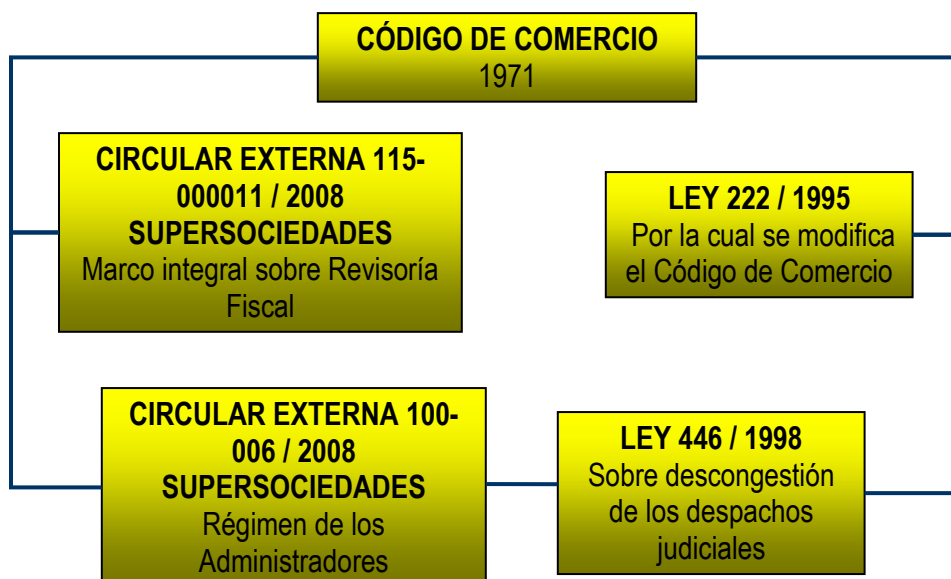 CÓDIGO DE COMERCIO
1971
CIRCULAR EXTERNA 115-
000011 / 2008
SUPERSOCIEDADES
Marco integral sobre Revisoría
Fiscal
LEY 222 / 1995
Por la cual se modifica
el Código de Comercio
CIRCULAR EXTERNA 100-
006 / 2008
SUPERSOCIEDADES
Régimen de los
Administradores
LEY 446 / 1998
Sobre descongestión
de los despachos
judiciales